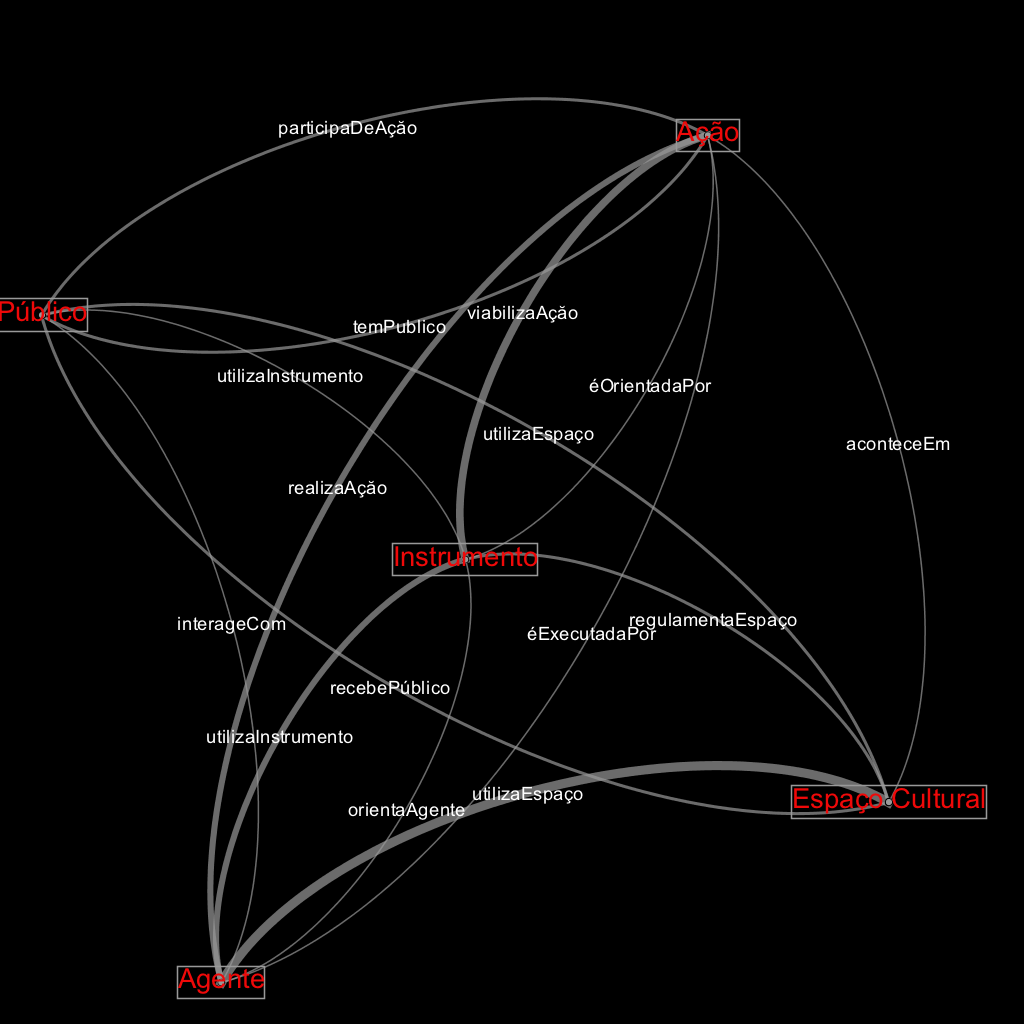 participaDeAção
Ação
Público
viabilizaAção
temPublico
utilizaInstrumento
éOrientadaPor
utilizaEspaço
aconteceEm
realizaAção
Instrumento
interageCom
regulamentaEspaço
éExecutadaPor
recebePúblico
utilizaInstrumento
utilizaEspaço
Espaço Cultural
orientaAgente
Agente